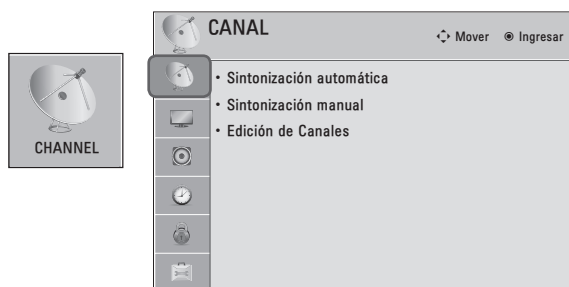 CANAL
Mover
Ingresar
CHANNEL
• Sintonización automática
• Sintonización manual
• Edición de Canales